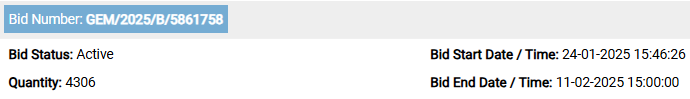 Bid Number: GEM/2025/B/5861758
Bid Status: Active Bid Start Date / Time: 24-01-2025 15:46:26
Quantity: 4306 Bid End Date / Time: 11-02-2025 15:00:00